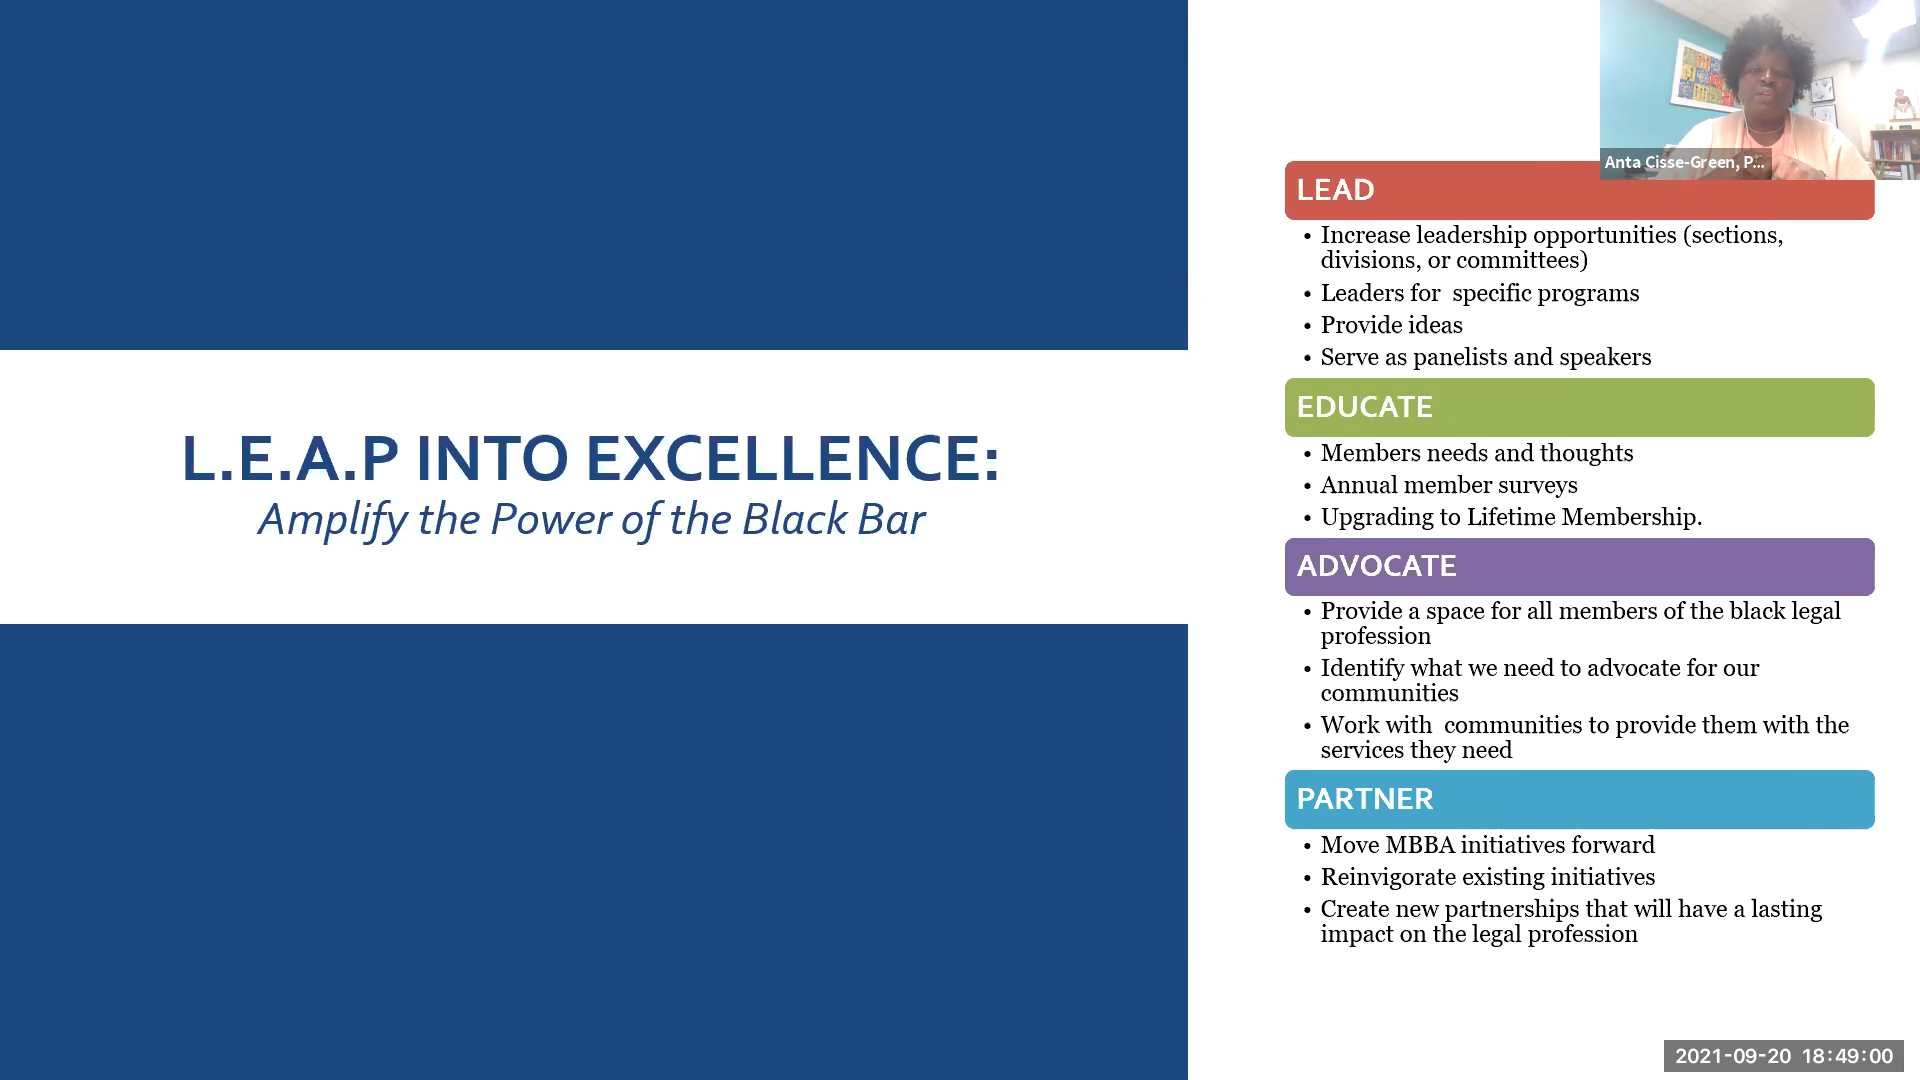 Anta Cisse-Green, P...
L.E.A.P INTO EXCELLENCE:
Amplify the Power of the Black Bar
LEAD
• Increase leadership opportunities (sections,
divisions, or committees)
• Leaders for  specific programs
• Provide ideas
• Serve as panelists and speakers
EDUCATE
• Members needs and thoughts
• Annual member surveys
• Upgrading to Lifetime Membership.
ADVOCATE
• Provide a space for all members of the black legal
profession
• Identify what we need to advocate for our
communities
• Work with  communities to provide them with the
services they need
PARTNER
• Move MBBA initiatives forward
• Reinvigorate existing initiatives
• Create new partnerships that will have a lasting
impact on the legal profession
2021-09-20 18:49:00